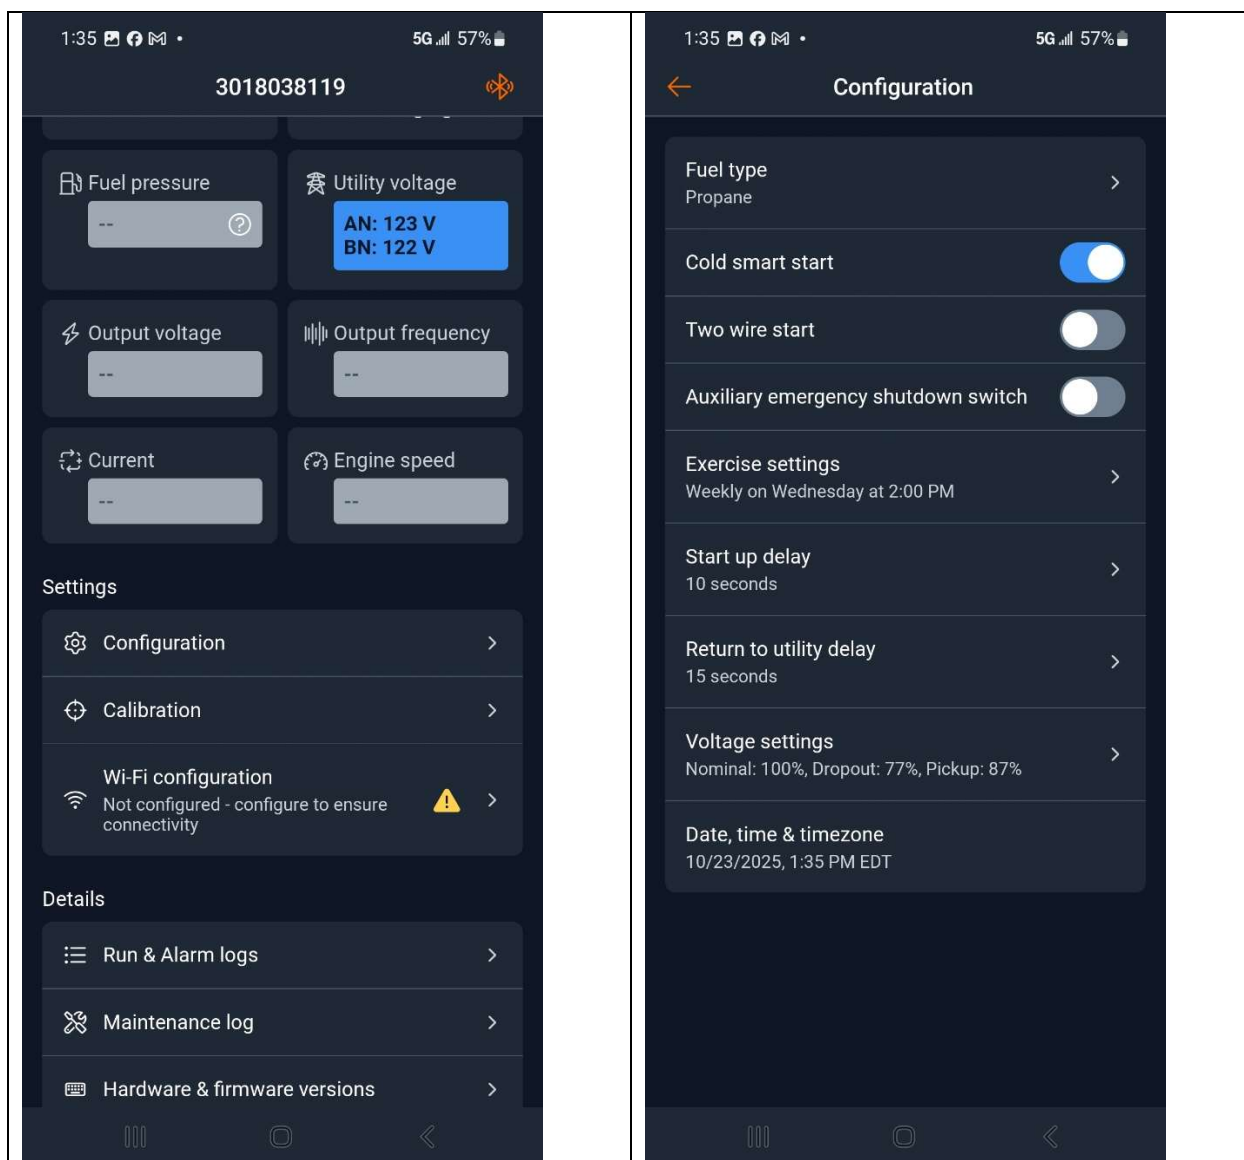 1:35
5G 57%
3018038119
Fuel pressure
--
Utility voltage
AN: 123 V
BN: 122 V
Output voltage
--
Output frequency
--
Current
--
Engine speed
--
Settings
Configuration
Calibration
Wi-Fi configuration
Not configured - configure to ensure
connectivity
Details
Run & Alarm logs
Maintenance log
Hardware & firmware versions
1:35
5G 57%
Configuration
Fuel type
Propane
Cold smart start
Two wire start
Auxiliary emergency shutdown switch
Exercise settings
Weekly on Wednesday at 2:00 PM
Start up delay
10 seconds
Return to utility delay
15 seconds
Voltage settings
Nominal: 100%, Dropout: 77%, Pickup: 87%
Date, time & timezone
10/23/2025, 1:35 PM EDT